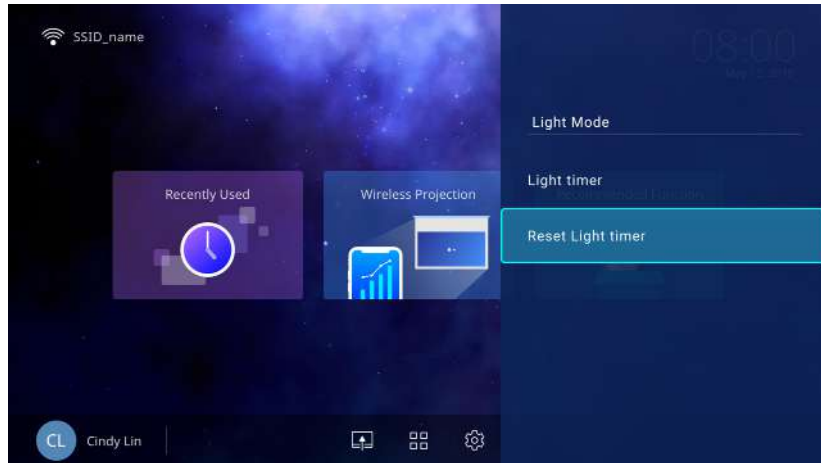 SSID_name
08:00
Light Mode
Light timer
Recently Used
Wireless Projection
Reset Light timer
CL
Cindy Lin